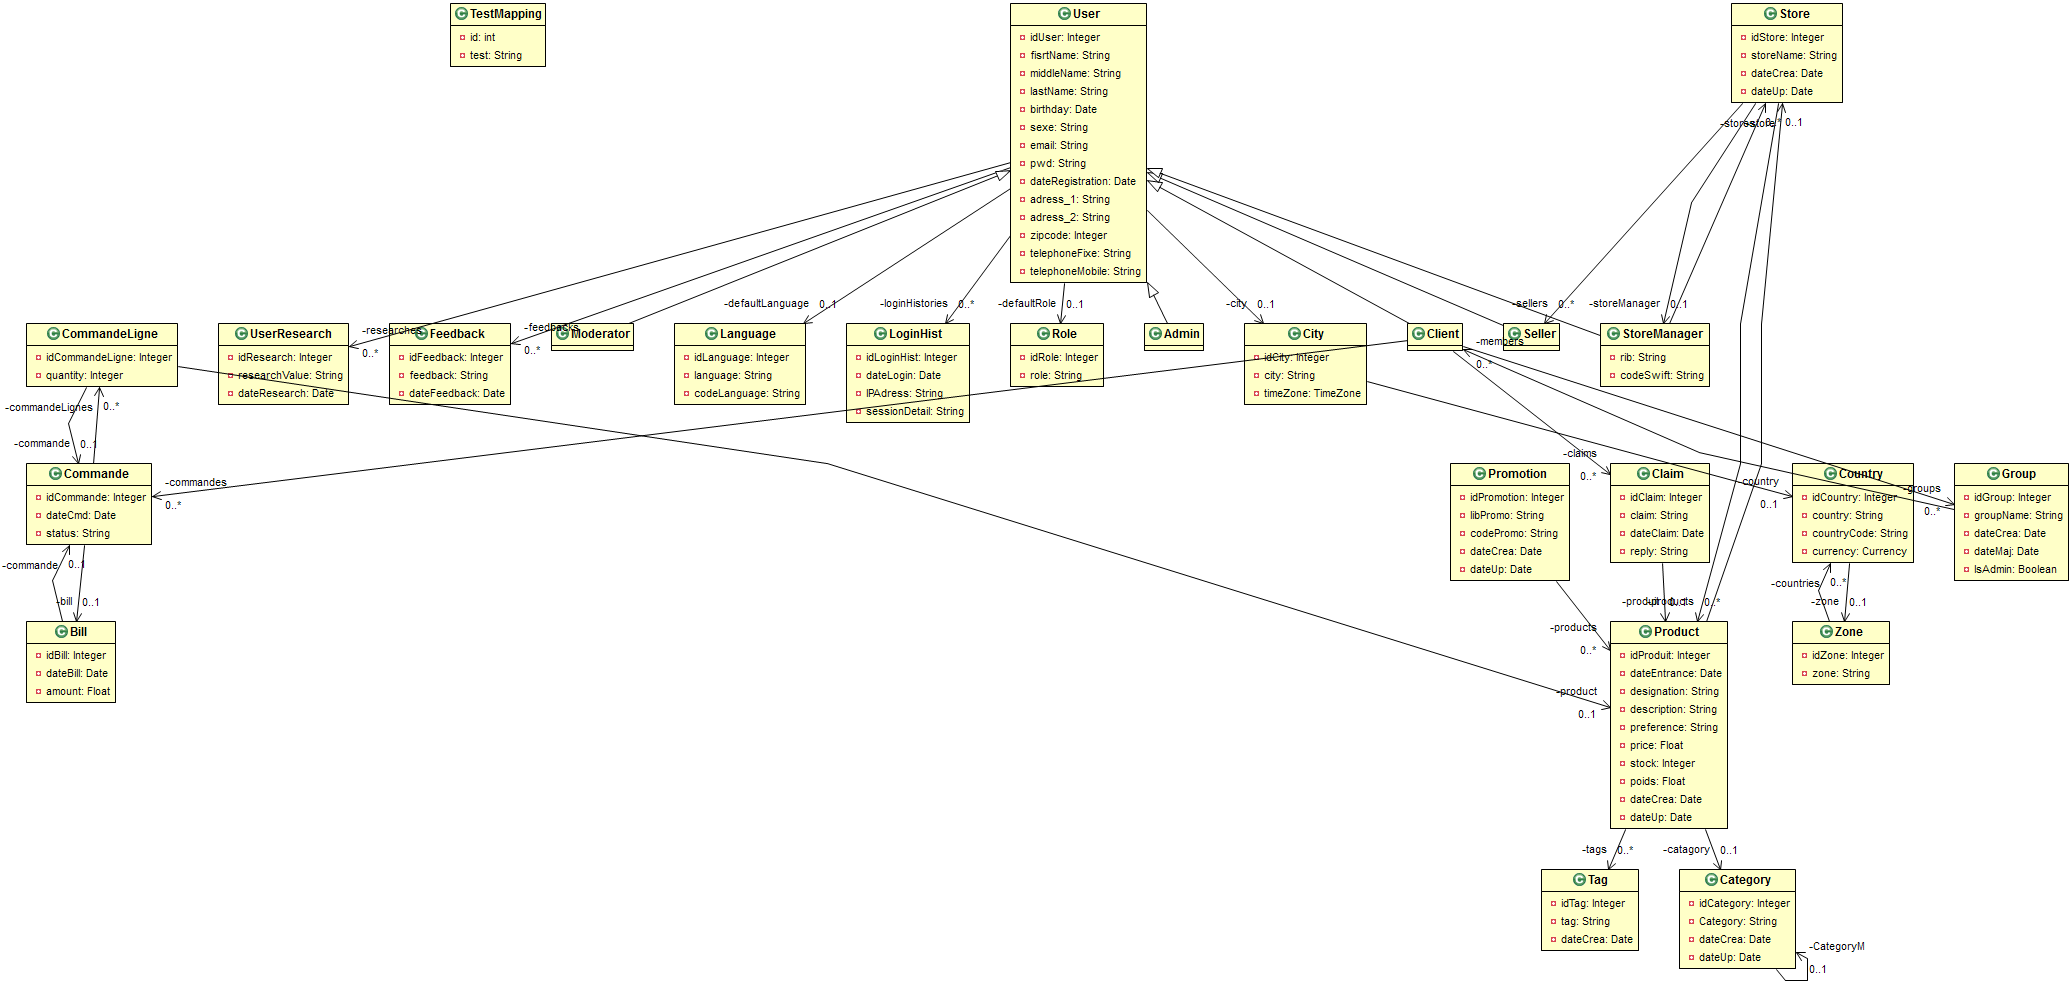 TestMapping
id: int
test: String
User
idUser: Integer
fisrtName: String
middleName: String
lastName: String
birthday: Date
sexe: String
email: String
pwd: String
dateRegistration: Date
adress_1: String
adress_2: String
zipcode: Integer
telephoneFixe: String
telephoneMobile: String
Store
idStore: Integer
storeName: String
dateCrea: Date
dateUp: Date
-stores 0..*
-store 0..1
-researches
0..*
-feedbacks
0..*
-defaultLanguage 0..1
-loginHistories 0..*
-defaultRole 0..1
-city 0..1
-members
0..*
-sellers 0..*
-storeManager 0..1
CommandeLigne
idCommandeLigne: Integer
quantity: Integer
UserResearch
idResearch: Integer
researchValue: String
dateResearch: Date
Feedback
idFeedback: Integer
feedback: String
dateFeedback: Date
Moderator
Language
idLanguage: Integer
language: String
codeLanguage: String
LoginHist
idLoginHist: Integer
dateLogin: Date
IPAdress: String
sessionDetail: String
Role
idRole: Integer
role: String
Admin
City
idCity: Integer
city: String
timeZone: TimeZone
Client
Seller
StoreManager
rib: String
codeSwift: String
-commandeLignes 0..*
-commande 0..1
-commandes
0..*
-claims
0..*
-country
0..1
-groups
0..*
Commande
idCommande: Integer
dateCmd: Date
status: String
Promotion
idPromotion: Integer
libPromo: String
codePromo: String
dateCrea: Date
dateUp: Date
Claim
idClaim: Integer
claim: String
dateClaim: Date
reply: String
Country
idCountry: Integer
country: String
countryCode: String
currency: Currency
Group
idGroup: Integer
groupName: String
dateCrea: Date
dateMaj: Date
IsAdmin: Boolean
-commande 0..1
-bill 0..1
-products
0..*
-produit 0..1
-products 0..*
-countries 0..*
-zone 0..1
-product
0..1
Bill
idBill: Integer
dateBill: Date
amount: Float
Product
idProduit: Integer
dateEntrance: Date
designation: String
description: String
preference: String
price: Float
stock: Integer
poids: Float
dateCrea: Date
dateUp: Date
Zone
idZone: Integer
zone: String
-tags 0..*
-catagory 0..1
Tag
idTag: Integer
tag: String
dateCrea: Date
Category
idCategory: Integer
Category: String
dateCrea: Date
dateUp: Date
-CategoryM
0..1